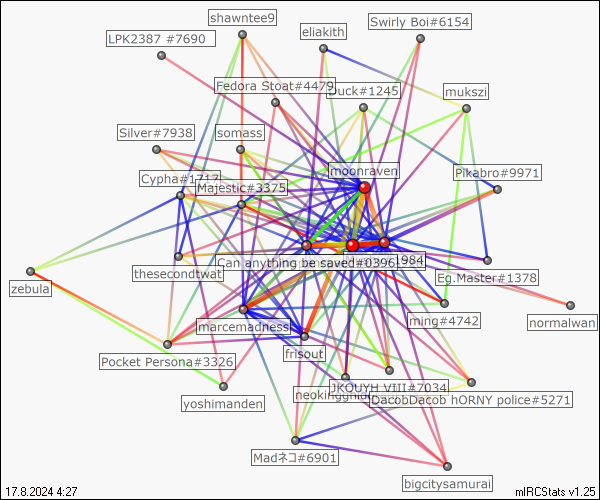 shawntee9
eliakith
Swirly Boi#6154
LPK2387 #7690
Fedora Stoat#4479
Duck#1245
mukszi
Silver#7938
somass
moonraven
Pikabro#9971
Cypha#1717
Majestic#3375
Can anything be saved#0396
1984
thesecondtwat
Eg.Master#1378
zebula
marcemadness
ming#4742
normalwan
frisout
Pocket Persona#3326
JKQUYH VIII#7034
DacobDacob hORNY police#5271
yoshimanden
Madネコ#6901
bigcitysamurai
17.8.2024 4:27
mIRCStats v1.25